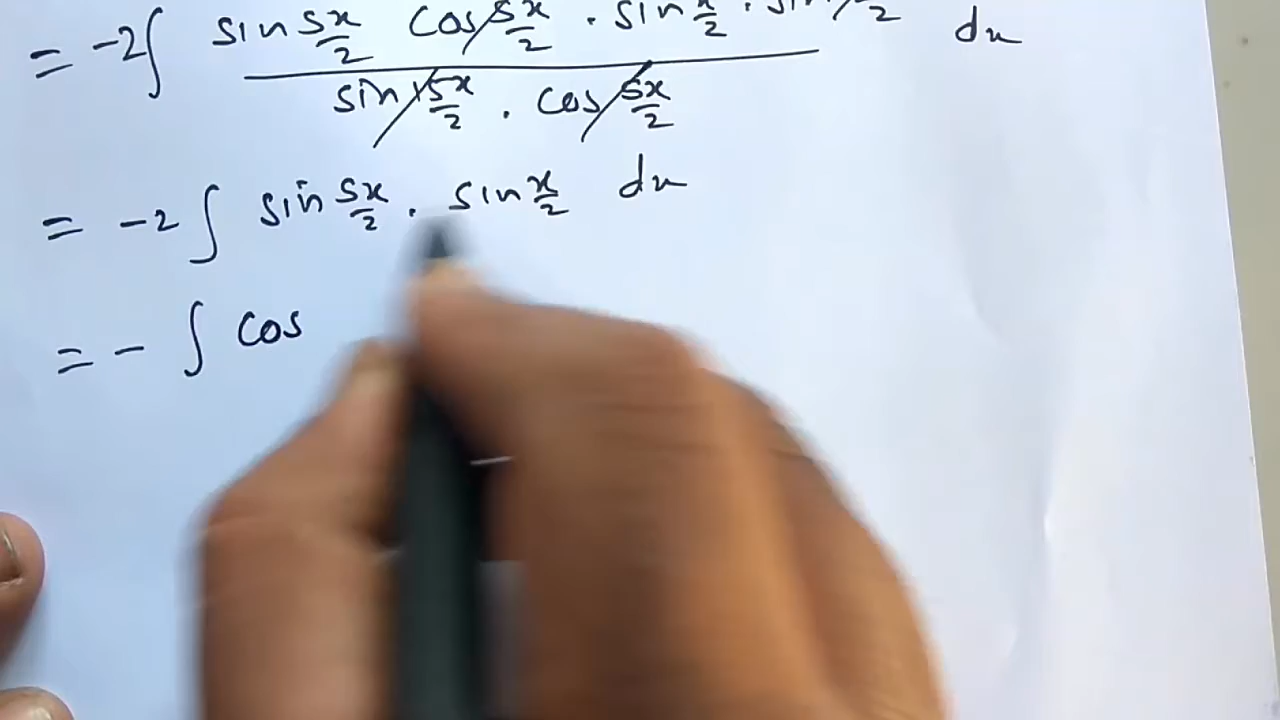 = -2∫ sin 5x/2 cos 5x/2 · sin x/2 · sin /2 dx
sin 5x/2 · cos 5x/2
= -2 ∫ sin 5x/2 · sin x/2 dx
= - ∫ cos